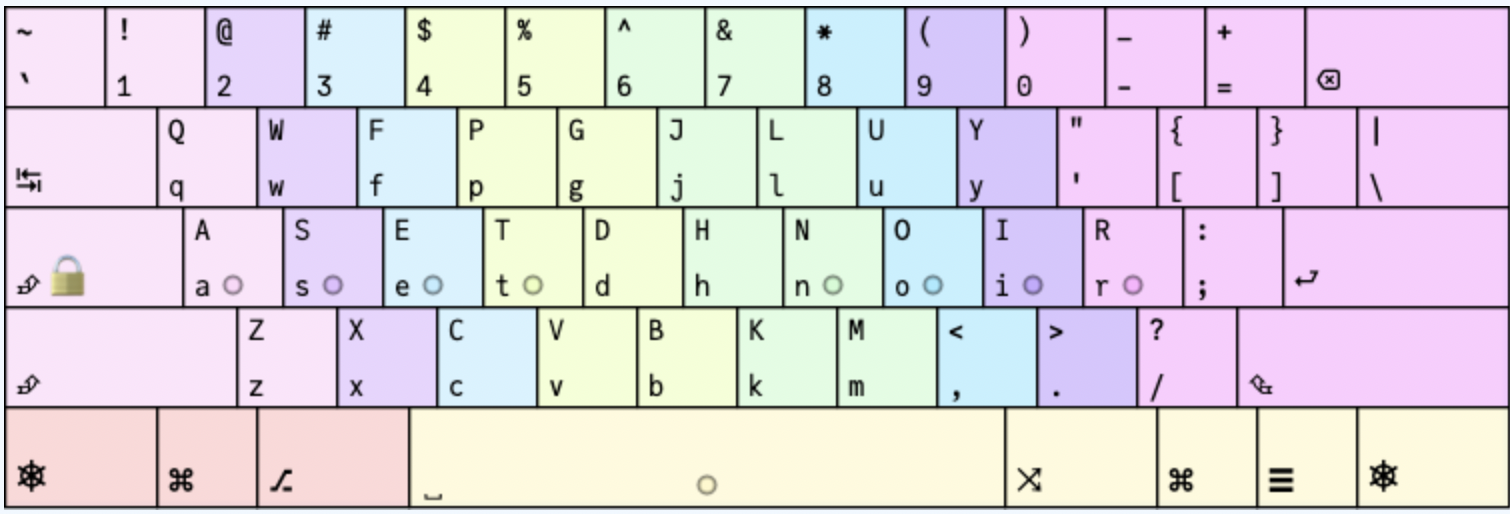 ~ ! @ # $ % ^ & * ( ) _ +
` 1 2 3 4 5 6 7 8 9 0 - =
Q W F P G J L U Y " { } |
q w f p g j l u y ' [ ] \
A S E T D H N O I R :
a s e t d h n o i r ;
Z X C V B K M < > ?
z x c v b k m , . /